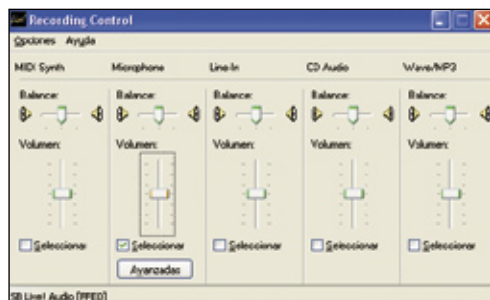 Recording Control
Opciones Ayuda
MIDI Synth Microphone Line-In CD Audio Wave/MP3
Balance: Balance: Balance: Balance: Balance:
Volumen: Volumen: Volumen: Volumen: Volumen:
Seleccionar Seleccionar Seleccionar Seleccionar Seleccionar
Avanzadas
SB Live! Audio [FFE0]